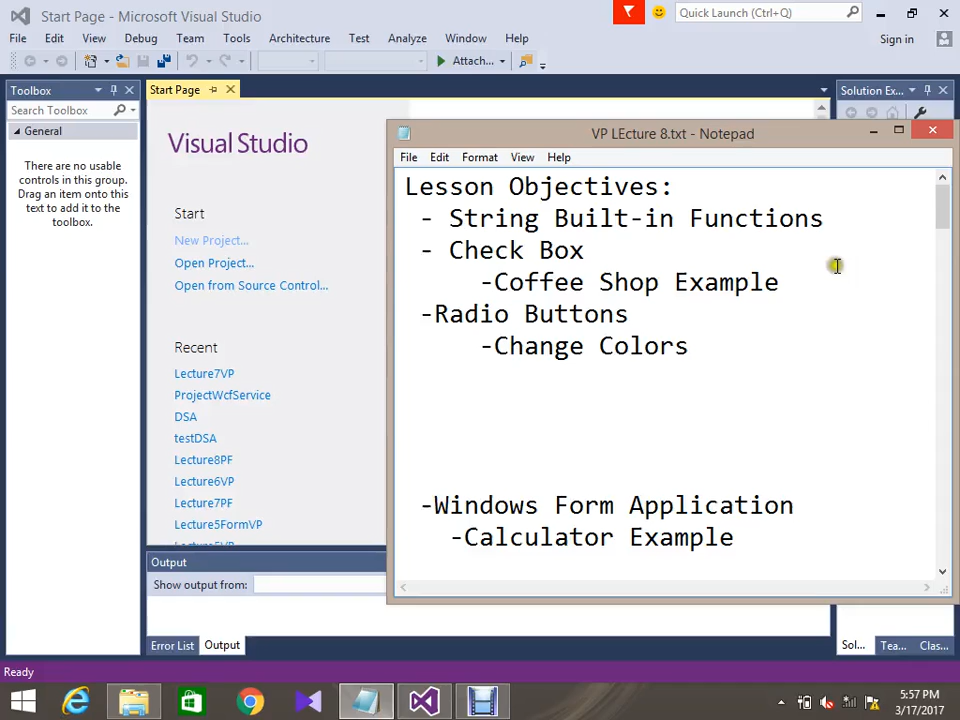 Start Page - Microsoft Visual Studio
Quick Launch (Ctrl+Q)
File Edit View Debug Team Tools Architecture Test Analyze Window Help
Sign in
Attach...
Toolbox
Search Toolbox
General
There are no usable
controls in this group.
Drag an item onto this
text to add it to the
toolbox.
Start Page
Visual Studio
Start
New Project...
Open Project...
Open from Source Control...
Recent
Lecture7VP
ProjectWcfService
DSA
testDSA
Lecture8PF
Lecture6VP
Lecture7PF
Lecture5FormVP
Solution Ex...
VP LEcture 8.txt - Notepad
File Edit Format View Help
Lesson Objectives:
- String Built-in Functions
- Check Box
-Coffee Shop Example
-Radio Buttons
-Change Colors
-Windows Form Application
-Calculator Example
Output
Show output from:
Error List Output
Sol... Tea... Clas...
Ready
5:57 PM
3/17/2017